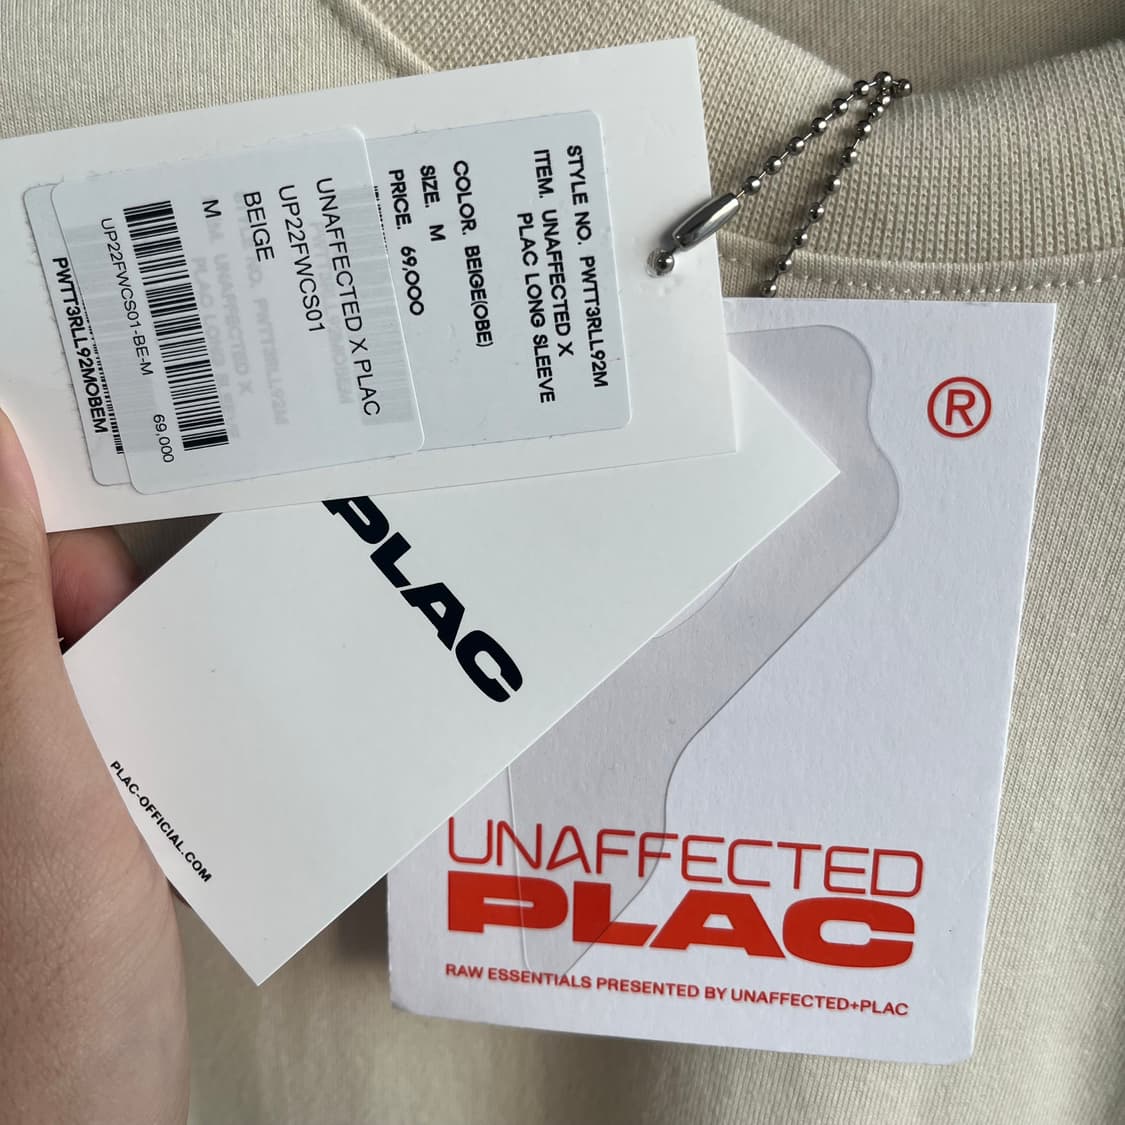 STYLE NO. PWTT3RLL92M
ITEM. UNAFFECTED X
PLAC LONG SLEEVE
COLOR. BEIGE(OBE)
SIZE. M
PRICE. 69,000
UNAFFECTED X PLAC
UP22FWCS01
BEIGE
M
UP22FWCS01-BE-M 69,000
PWTT3RLL92MOBEM
PLAC
PLAC-OFFICIAL.COM
®
UNAFFECTED
PLAC
RAW ESSENTIALS PRESENTED BY UNAFFECTED+PLAC